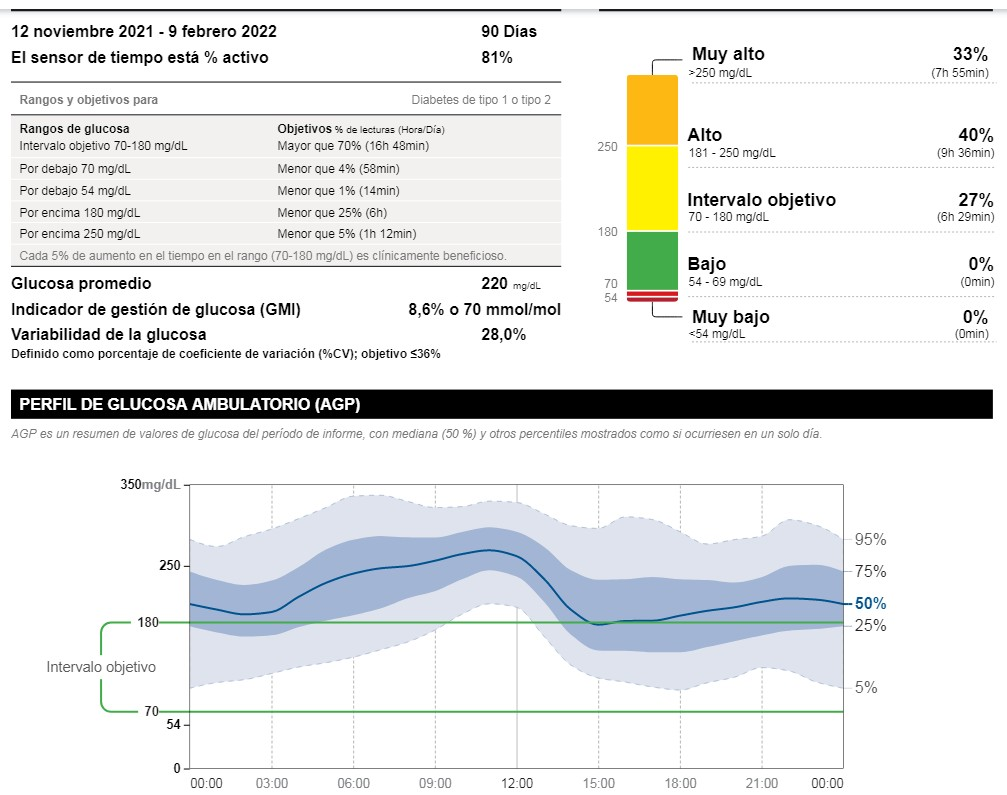 12 noviembre 2021 - 9 febrero 2022 90 Días
El sensor de tiempo está % activo 81%
Rangos y objetivos para Diabetes de tipo 1 o tipo 2
Rangos de glucosa Objetivos % de lecturas (Hora/Día)
Intervalo objetivo 70-180 mg/dL Mayor que 70% (16h 48min)
Por debajo 70 mg/dL Menor que 4% (58min)
Por debajo 54 mg/dL Menor que 1% (14min)
Por encima 180 mg/dL Menor que 25% (6h)
Por encima 250 mg/dL Menor que 5% (1h 12min)
Cada 5% de aumento en el tiempo en el rango (70-180 mg/dL) es clínicamente beneficioso.
Glucosa promedio 220 mg/dL
Indicador de gestión de glucosa (GMI) 8,6% o 70 mmol/mol
Variabilidad de la glucosa 28,0%
Definido como porcentaje de coeficiente de variación (%CV); objetivo ≤36%
Muy alto 33%
>250 mg/dL (7h 55min)
Alto 40%
250
181 - 250 mg/dL (9h 36min)
Intervalo objetivo 27%
70 - 180 mg/dL (6h 29min)
180
Bajo 0%
54 - 69 mg/dL (0min)
70
54
Muy bajo 0%
<54 mg/dL (0min)
PERFIL DE GLUCOSA AMBULATORIO (AGP)
AGP es un resumen de valores de glucosa del período de informe, con mediana (50 %) y otros percentiles mostrados como si ocurriesen en un solo día.
350mg/dL
95%
250
75%
50%
180
25%
Intervalo objetivo
5%
70
54
0
00:00 03:00 06:00 09:00 12:00 15:00 18:00 21:00 00:00